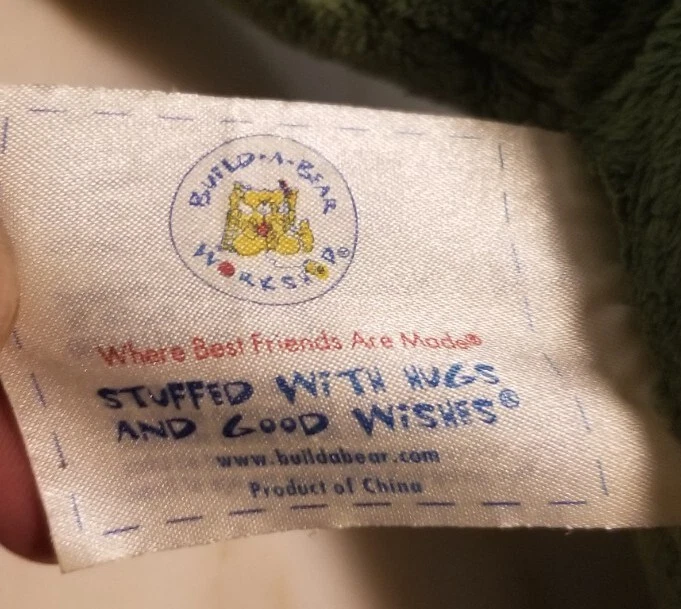 BUILD-A-BEAR
WORKSHOP®
Where Best Friends Are Made®
STUFFED WITH HUGS
AND GOOD WISHES®
www.buildabear.com
Product of China